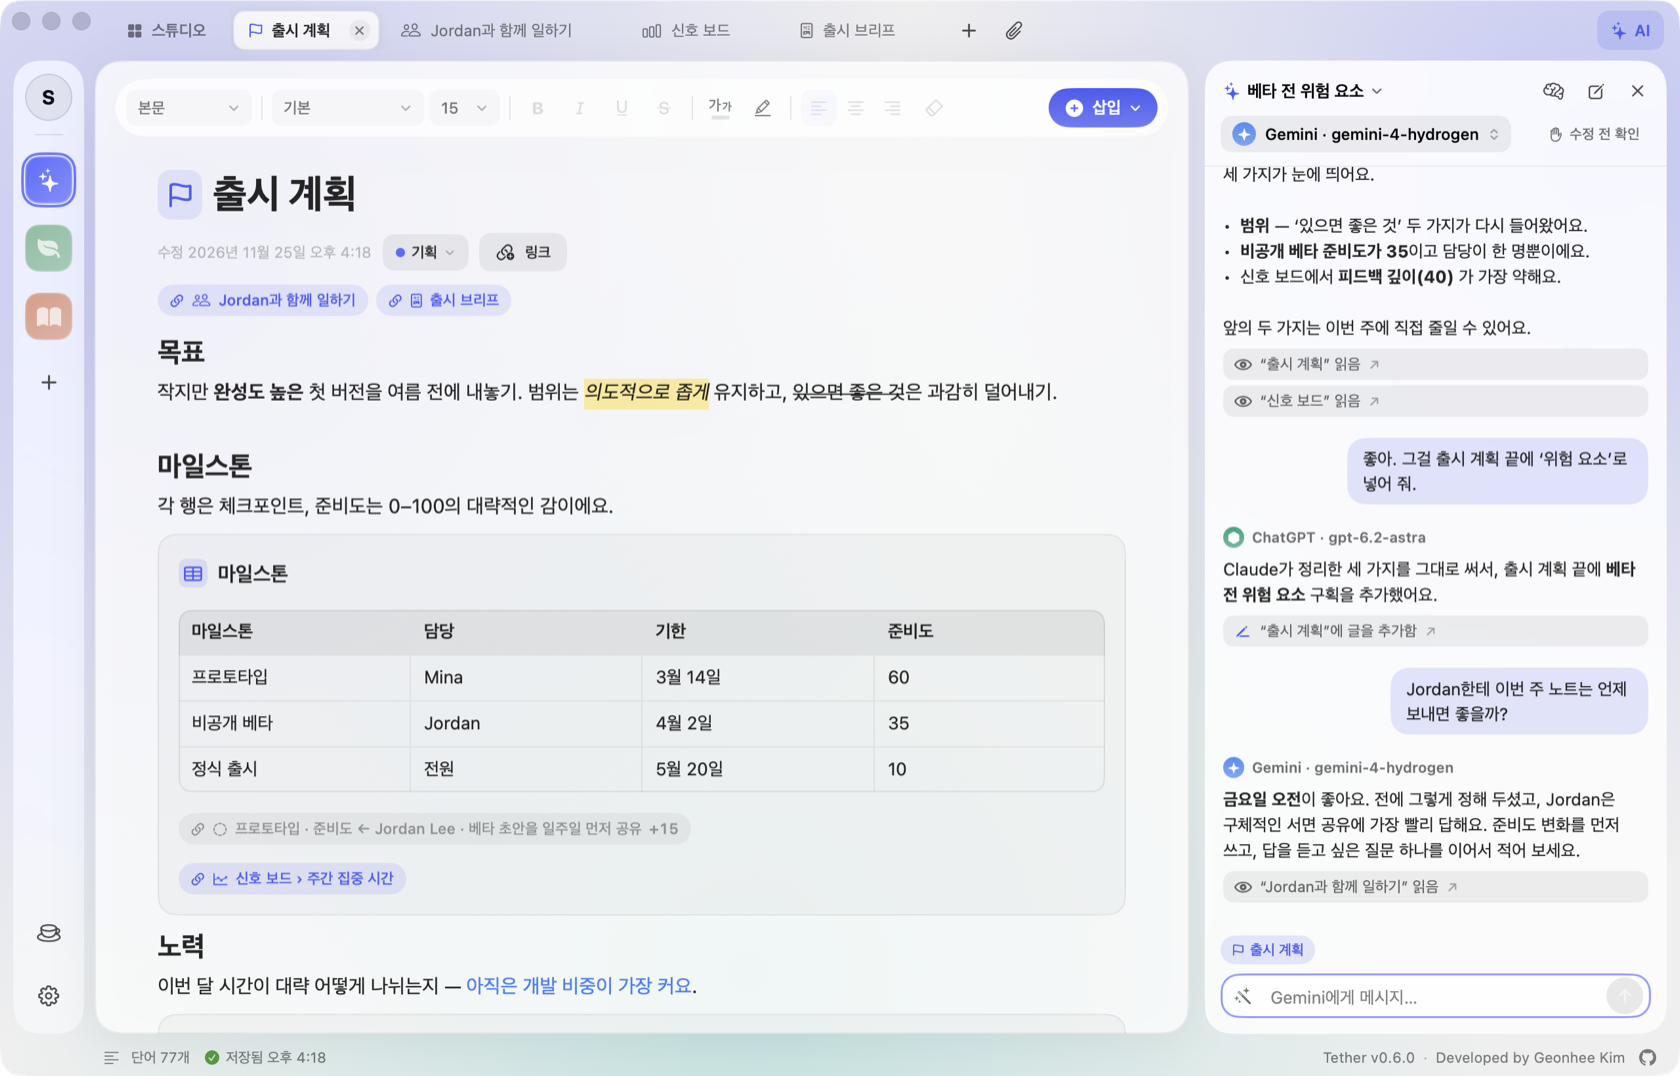 스튜디오
출시 계획
Jordan과 함께 일하기
신호 보드
출시 브리프
AI
S
본문
기본
15
B
I
U
S
가가
삽입
출시 계획
수정 2026년 11월 25일 오후 4:18
기획
링크
Jordan과 함께 일하기
출시 브리프
목표
작지만 완성도 높은 첫 버전을 여름 전에 내놓기. 범위는 의도적으로 좁게 유지하고, 있으면 좋은 것은 과감히 덜어내기.
마일스톤
각 행은 체크포인트, 준비도는 0–100의 대략적인 감이에요.
마일스톤
마일스톤 담당 기한 준비도
프로토타입 Mina 3월 14일 60
비공개 베타 Jordan 4월 2일 35
정식 출시 전원 5월 20일 10
프로토타입 · 준비도 ← Jordan Lee · 베타 초안을 일주일 먼저 공유 +15
신호 보드 › 주간 집중 시간
노력
이번 달 시간이 대략 어떻게 나뉘는지 — 아직은 개발 비중이 가장 커요.
단어 77개
저장됨 오후 4:18
베타 전 위험 요소
Gemini · gemini-4-hydrogen
수정 전 확인
세 가지가 눈에 띄어요.
• 범위 — ‘있으면 좋은 것’ 두 가지가 다시 들어왔어요.
• 비공개 베타 준비도가 35이고 담당이 한 명뿐이에요.
• 신호 보드에서 피드백 깊이(40) 가 가장 약해요.
앞의 두 가지는 이번 주에 직접 줄일 수 있어요.
“출시 계획” 읽음
“신호 보드” 읽음
좋아. 그걸 출시 계획 끝에 ‘위험 요소’로
넣어 줘.
ChatGPT · gpt-6.2-astra
Claude가 정리한 세 가지를 그대로 써서, 출시 계획 끝에 베타
전 위험 요소 구획을 추가했어요.
“출시 계획”에 글을 추가함
Jordan한테 이번 주 노트는 언제
보내면 좋을까?
Gemini · gemini-4-hydrogen
금요일 오전이 좋아요. 전에 그렇게 정해 두셨고, Jordan은
구체적인 서면 공유에 가장 빨리 답해요. 준비도 변화를 먼저
쓰고, 답을 듣고 싶은 질문 하나를 이어서 적어 보세요.
“Jordan과 함께 일하기” 읽음
출시 계획
Gemini에게 메시지...
Tether v0.6.0 · Developed by Geonhee Kim